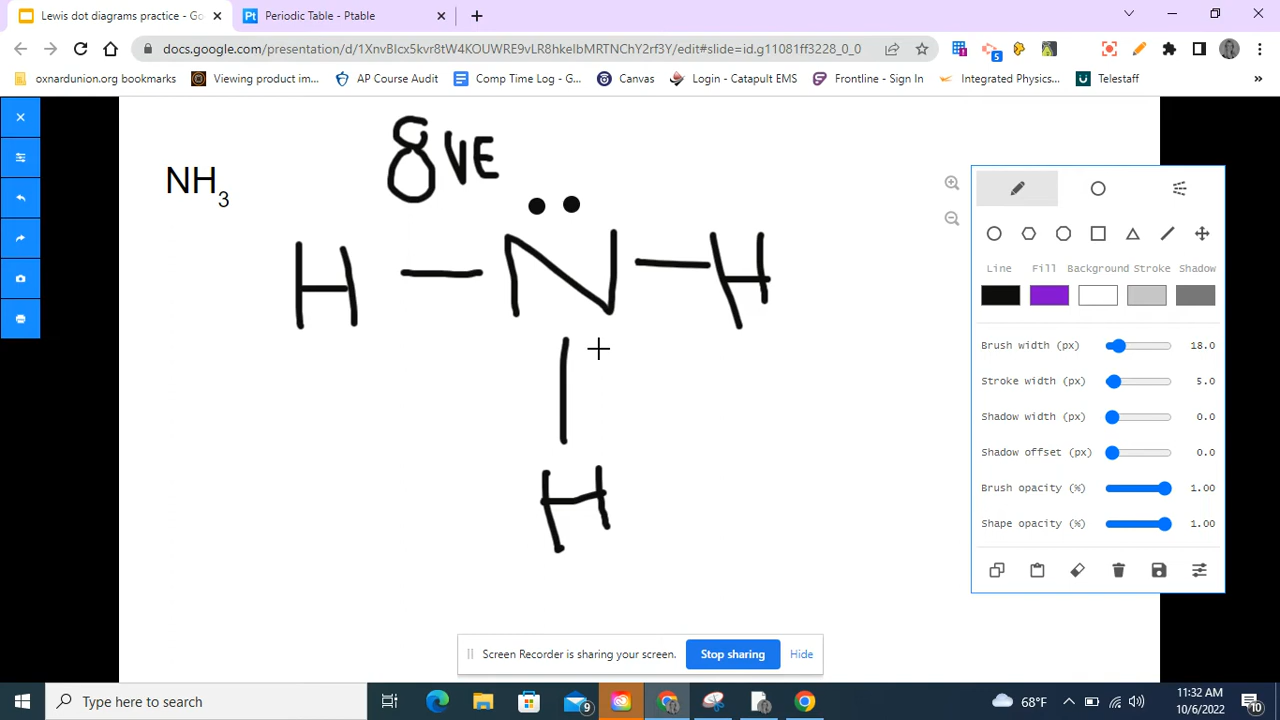 Lewis dot diagrams practice - Go
Periodic Table - Ptable
docs.google.com/presentation/d/1XnvBIcx5kvr8tW4KOUWRE9vLR8hkelbMRTNChY2rf3Y/edit#slide=id.g11081ff3228_0_0
5
oxnardunion.org bookmarks
Viewing product im...
AP Course Audit
Comp Time Log - G...
Canvas
Login - Catapult EMS
Frontline - Sign In
Integrated Physics...
Telestaff
»
8 VE
NH3
H — N — H
H
Line Fill Background Stroke Shadow
Brush width (px) 18.0
Stroke width (px) 5.0
Shadow width (px) 0.0
Shadow offset (px) 0.0
Brush opacity (%) 1.00
Shape opacity (%) 1.00
Screen Recorder is sharing your screen. Stop sharing Hide
Type here to search
9
68°F
11:32 AM
10/6/2022
10